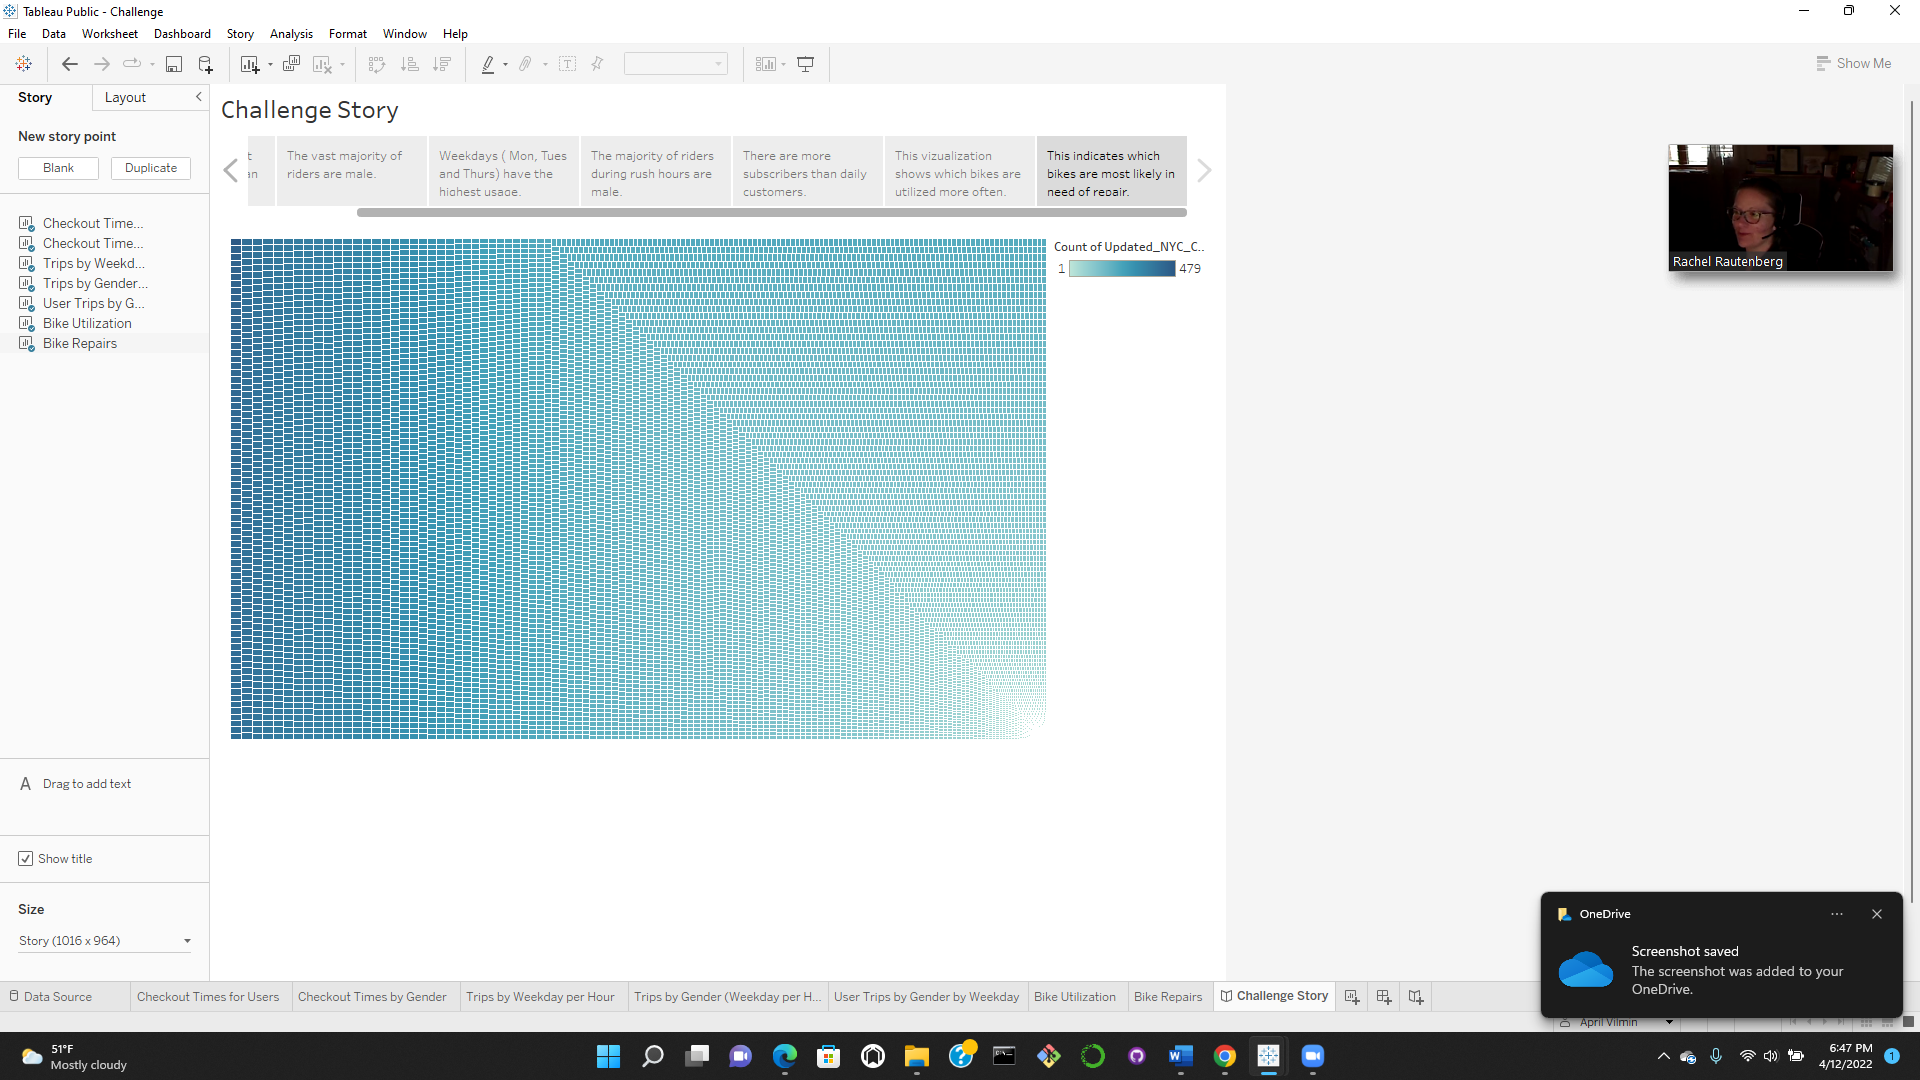 Tableau Public - Challenge
File Data Worksheet Dashboard Story Analysis Format Window Help
Show Me
Story Layout
New story point
Blank Duplicate
Checkout Time...
Checkout Time...
Trips by Weekd...
Trips by Gender...
User Trips by G...
Bike Utilization
Bike Repairs
A Drag to add text
Show title
Size
Story (1016 x 964)
Challenge Story
t
an
The vast majority of
riders are male.
Weekdays ( Mon, Tues
and Thurs) have the
highest usage.
The majority of riders
during rush hours are
male.
There are more
subscribers than daily
customers.
This vizualization
shows which bikes are
utilized more often.
This indicates which
bikes are most likely in
need of repair.
Count of Updated_NYC_C..
1 479
Rachel Rautenberg
OneDrive
Screenshot saved
The screenshot was added to your
OneDrive.
Data Source Checkout Times for Users Checkout Times by Gender Trips by Weekday per Hour Trips by Gender (Weekday per H... User Trips by Gender by Weekday Bike Utilization Bike Repairs Challenge Story
April Vilmin
51°F
Mostly cloudy
6:47 PM
4/12/2022
1